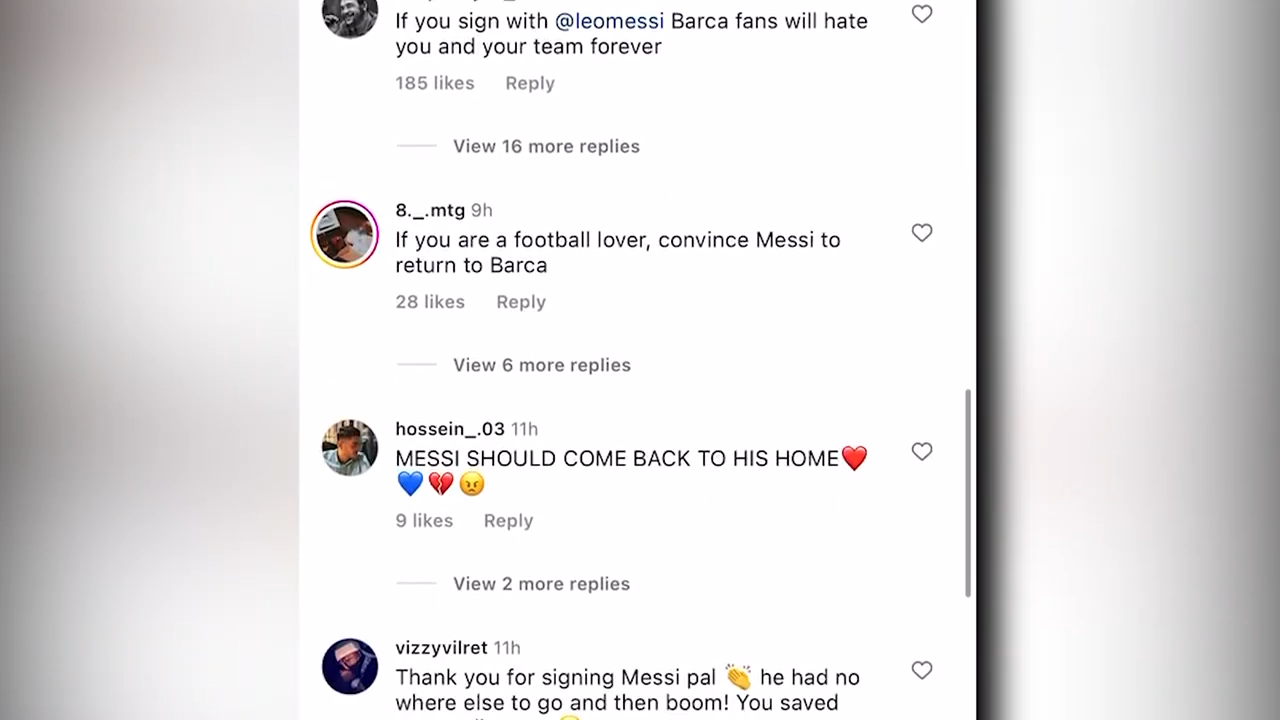 If you sign with @leomessi Barca fans will hate
you and your team forever
185 likes Reply
View 16 more replies
8._.mtg 9h
If you are a football lover, convince Messi to
return to Barca
28 likes Reply
View 6 more replies
hossein_.03 11h
MESSI SHOULD COME BACK TO HIS HOME❤️
💙💔😠
9 likes Reply
View 2 more replies
vizzyvilret 11h
Thank you for signing Messi pal 👏 he had no
where else to go and then boom! You saved